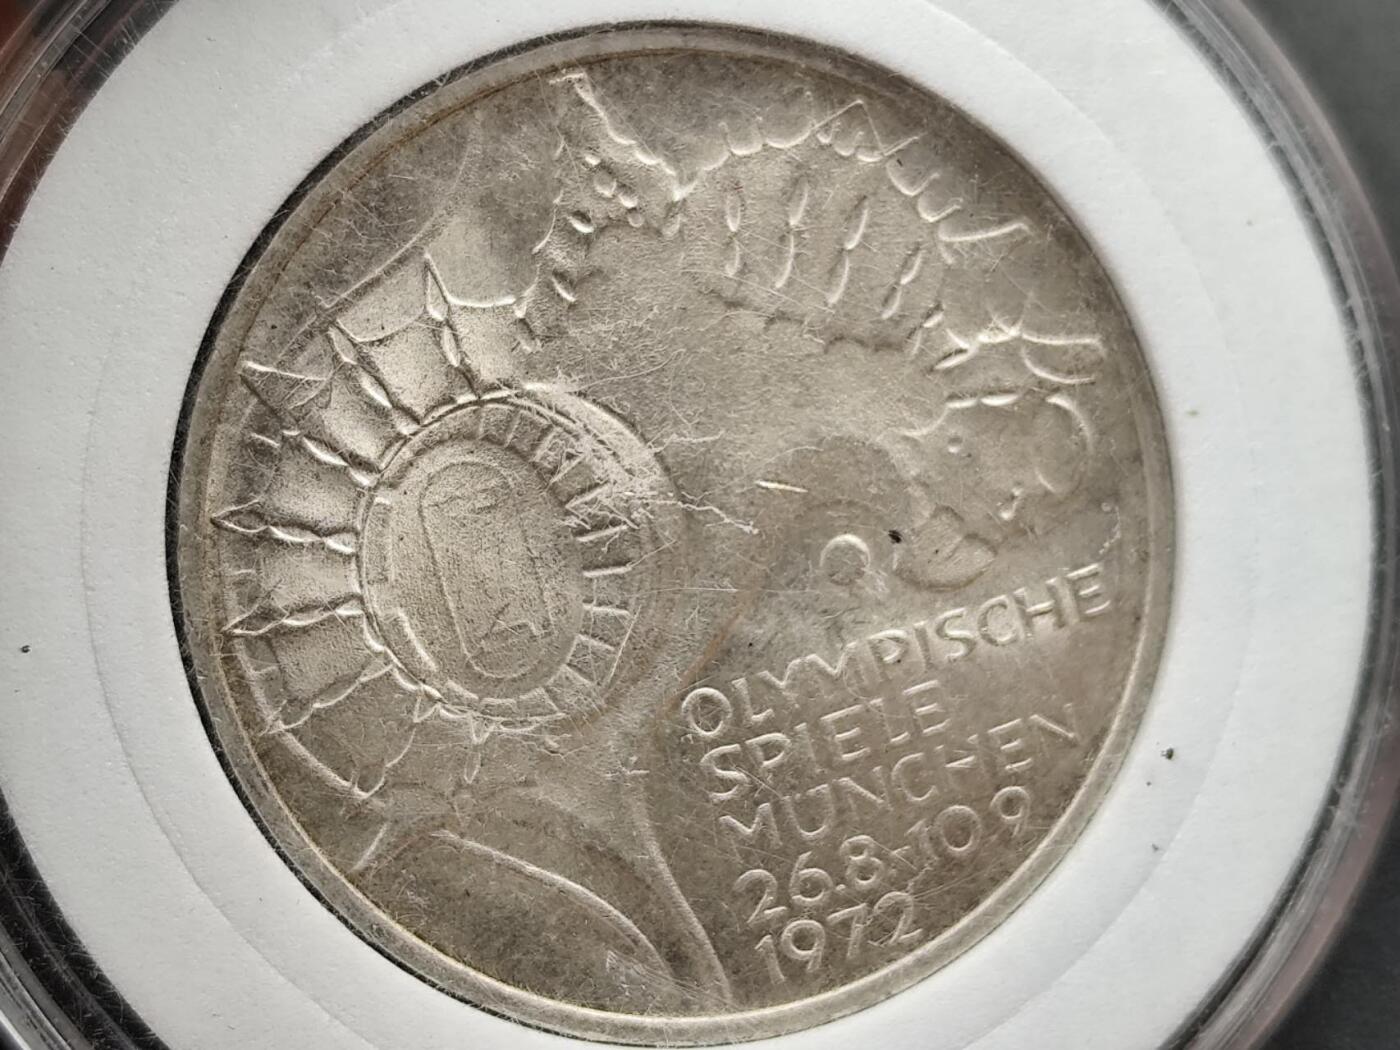 OLYMPISCHE
SPIELE
MÜNCHEN
26.8.-10 9
1972